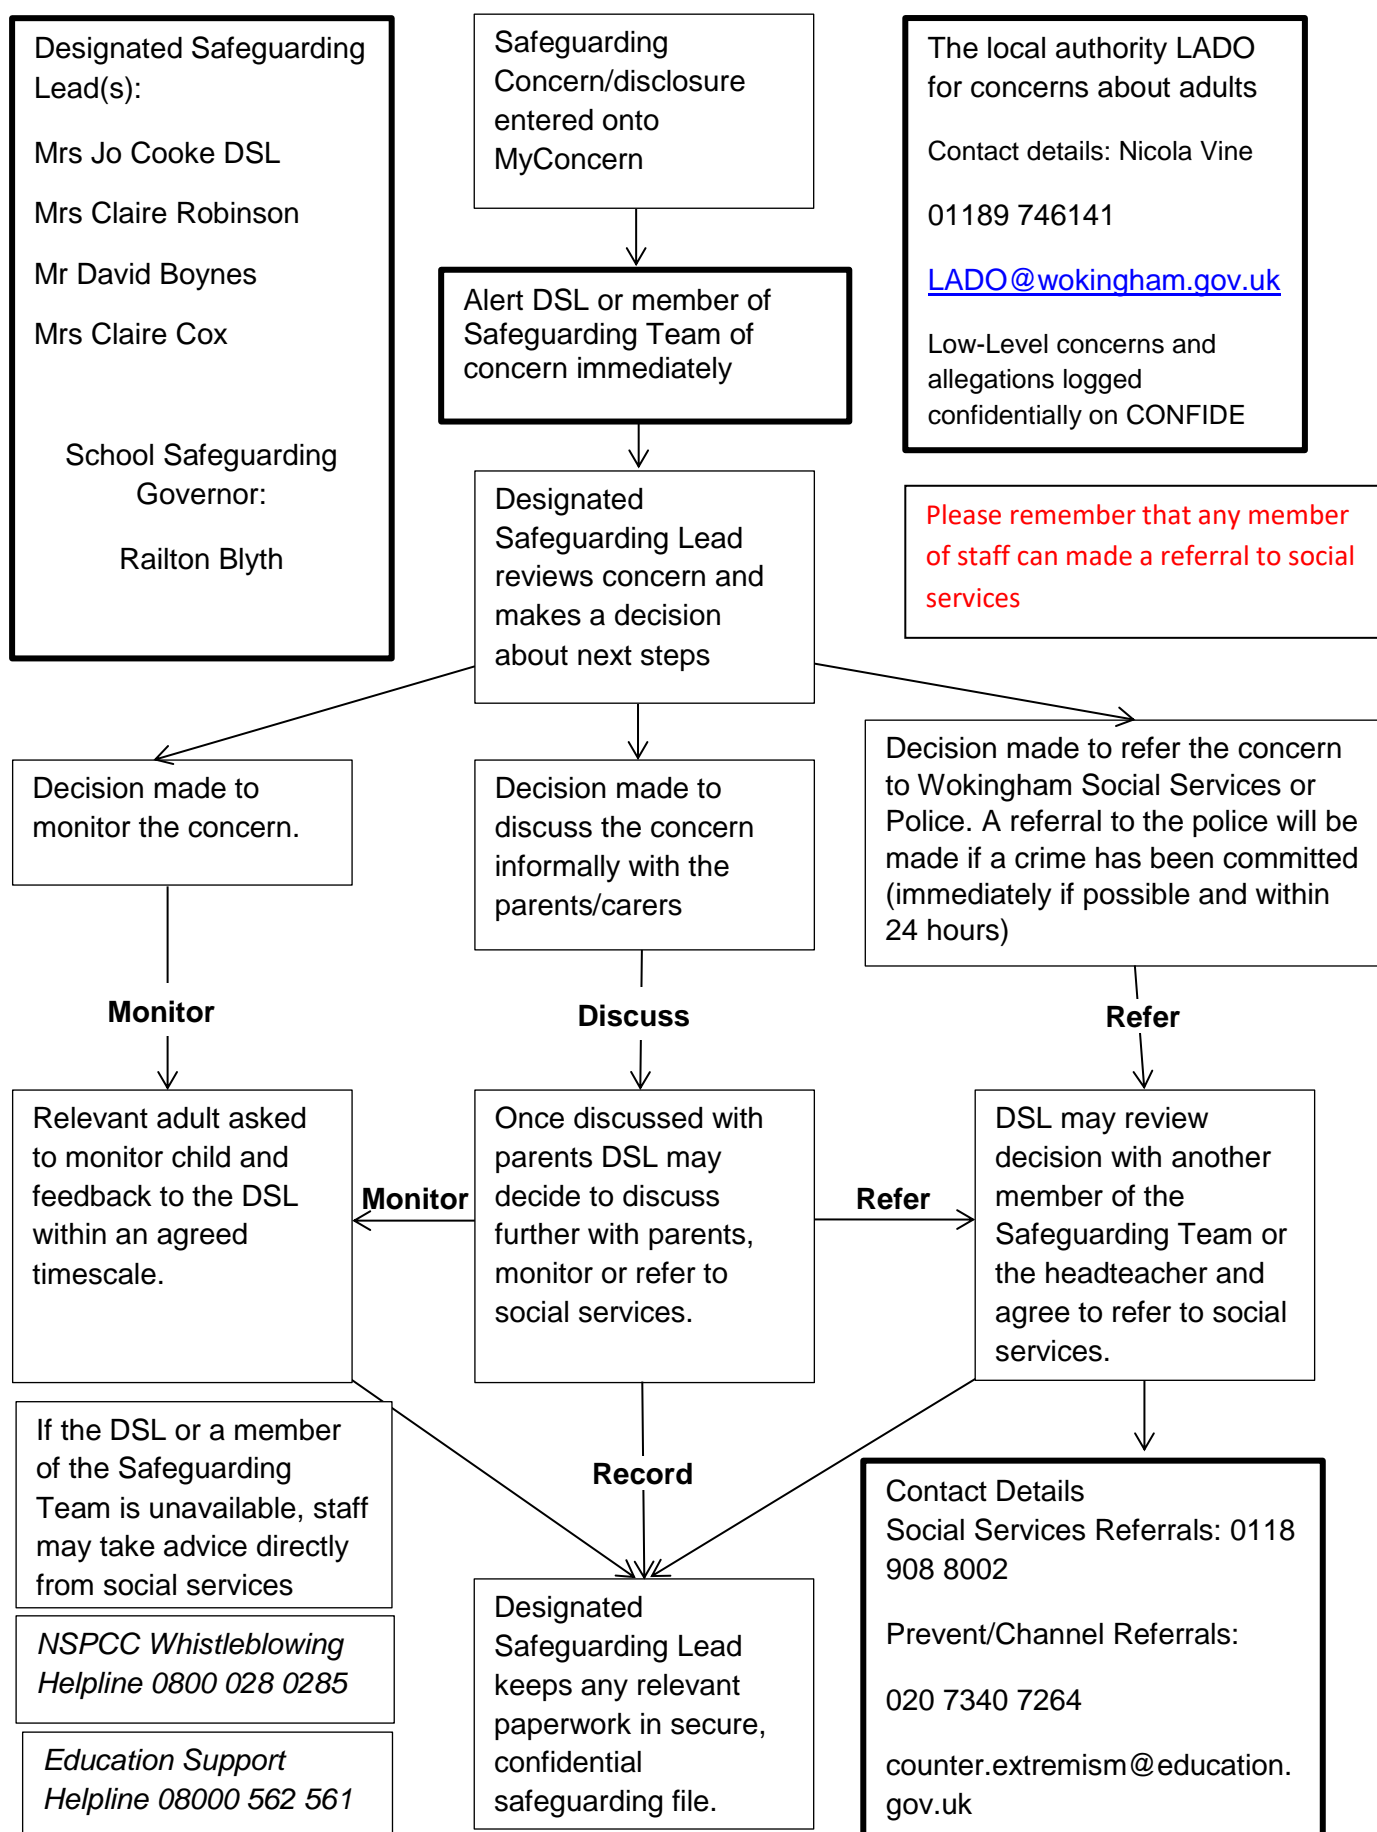 Designated Safeguarding
Lead(s):
Mrs Jo Cooke DSL
Mrs Claire Robinson
Mr David Boynes
Mrs Claire Cox
School Safeguarding
Governor:
Railton Blyth
Safeguarding
Concern/disclosure
entered onto
MyConcern
The local authority LADO
for concerns about adults
Contact details: Nicola Vine
01189 746141
LADO@wokingham.gov.uk
Low-Level concerns and
allegations logged
confidentially on CONFIDE
Alert DSL or member of
Safeguarding Team of
concern immediately
Please remember that any member
of staff can made a referral to social
services
Designated
Safeguarding Lead
reviews concern and
makes a decision
about next steps
Decision made to
monitor the concern.
Decision made to
discuss the concern
informally with the
parents/carers
Decision made to refer the concern
to Wokingham Social Services or
Police. A referral to the police will be
made if a crime has been committed
(immediately if possible and within
24 hours)
Monitor
Discuss
Refer
Relevant adult asked
to monitor child and
feedback to the DSL
within an agreed
timescale.
Monitor
Once discussed with
parents DSL may
decide to discuss
further with parents,
monitor or refer to
social services.
Refer
DSL may review
decision with another
member of the
Safeguarding Team or
the headteacher and
agree to refer to social
services.
If the DSL or a member
of the Safeguarding
Team is unavailable, staff
may take advice directly
from social services
Record
NSPCC Whistleblowing
Helpline 0800 028 0285
Education Support
Helpline 08000 562 561
Designated
Safeguarding Lead
keeps any relevant
paperwork in secure,
confidential
safeguarding file.
Contact Details
Social Services Referrals: 0118
908 8002
Prevent/Channel Referrals:
020 7340 7264
counter.extremism@education.
gov.uk